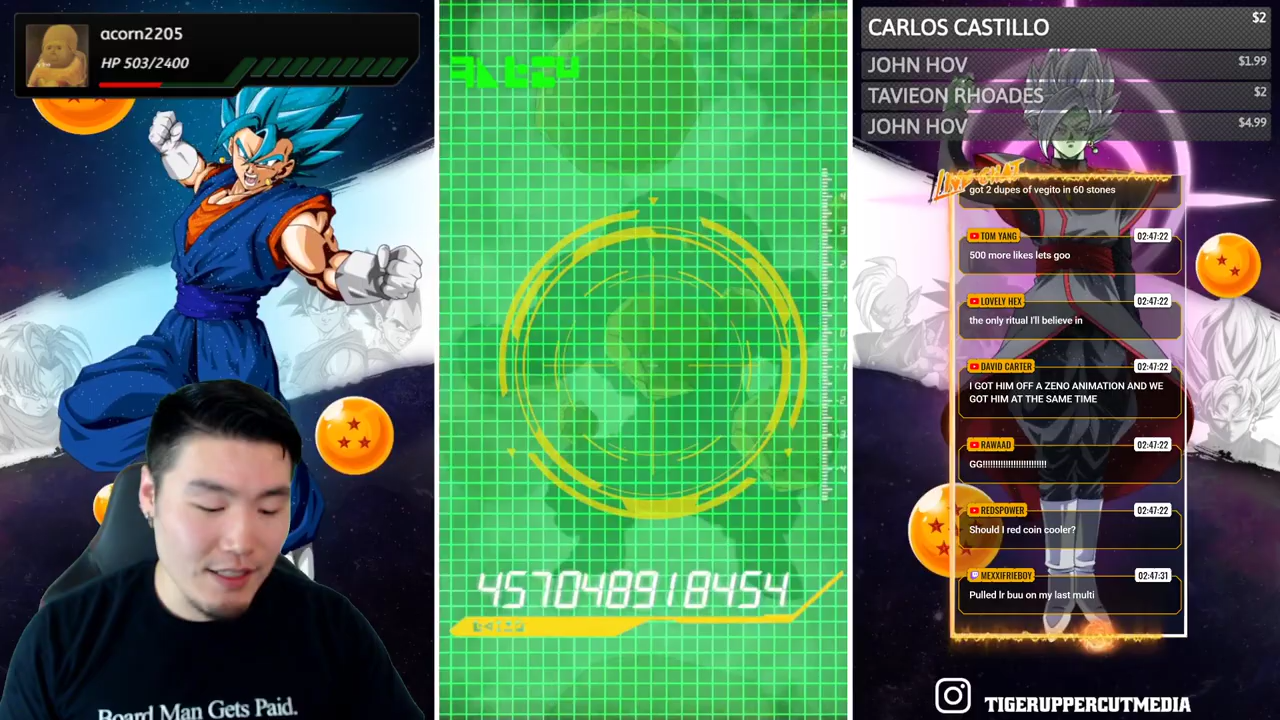 acorn2205
HP 503/2400
457048918454
CARLOS CASTILLO
$2
JOHN HOV
$1.99
TAVIEON RHOADES
$2
JOHN HOV
$4.99
LIVE CHAT
got 2 dupes of vegito in 60 stones
TOM YANG
02:47:22
500 more likes lets goo
LOVELY HEX
02:47:22
the only ritual I'll believe in
DAVID CARTER
02:47:22
I GOT HIM OFF A ZENO ANIMATION AND WE
GOT HIM AT THE SAME TIME
RAWAAD
02:47:22
GG!!!!!!!!!!!!!!!!!!!!!!!!!
REDSPOWER
02:47:22
Should I red coin cooler?
MEXXIFRIEBOY
02:47:31
Pulled lr buu on my last multi
Board Man Gets Paid.
TIGERUPPERCUTMEDIA